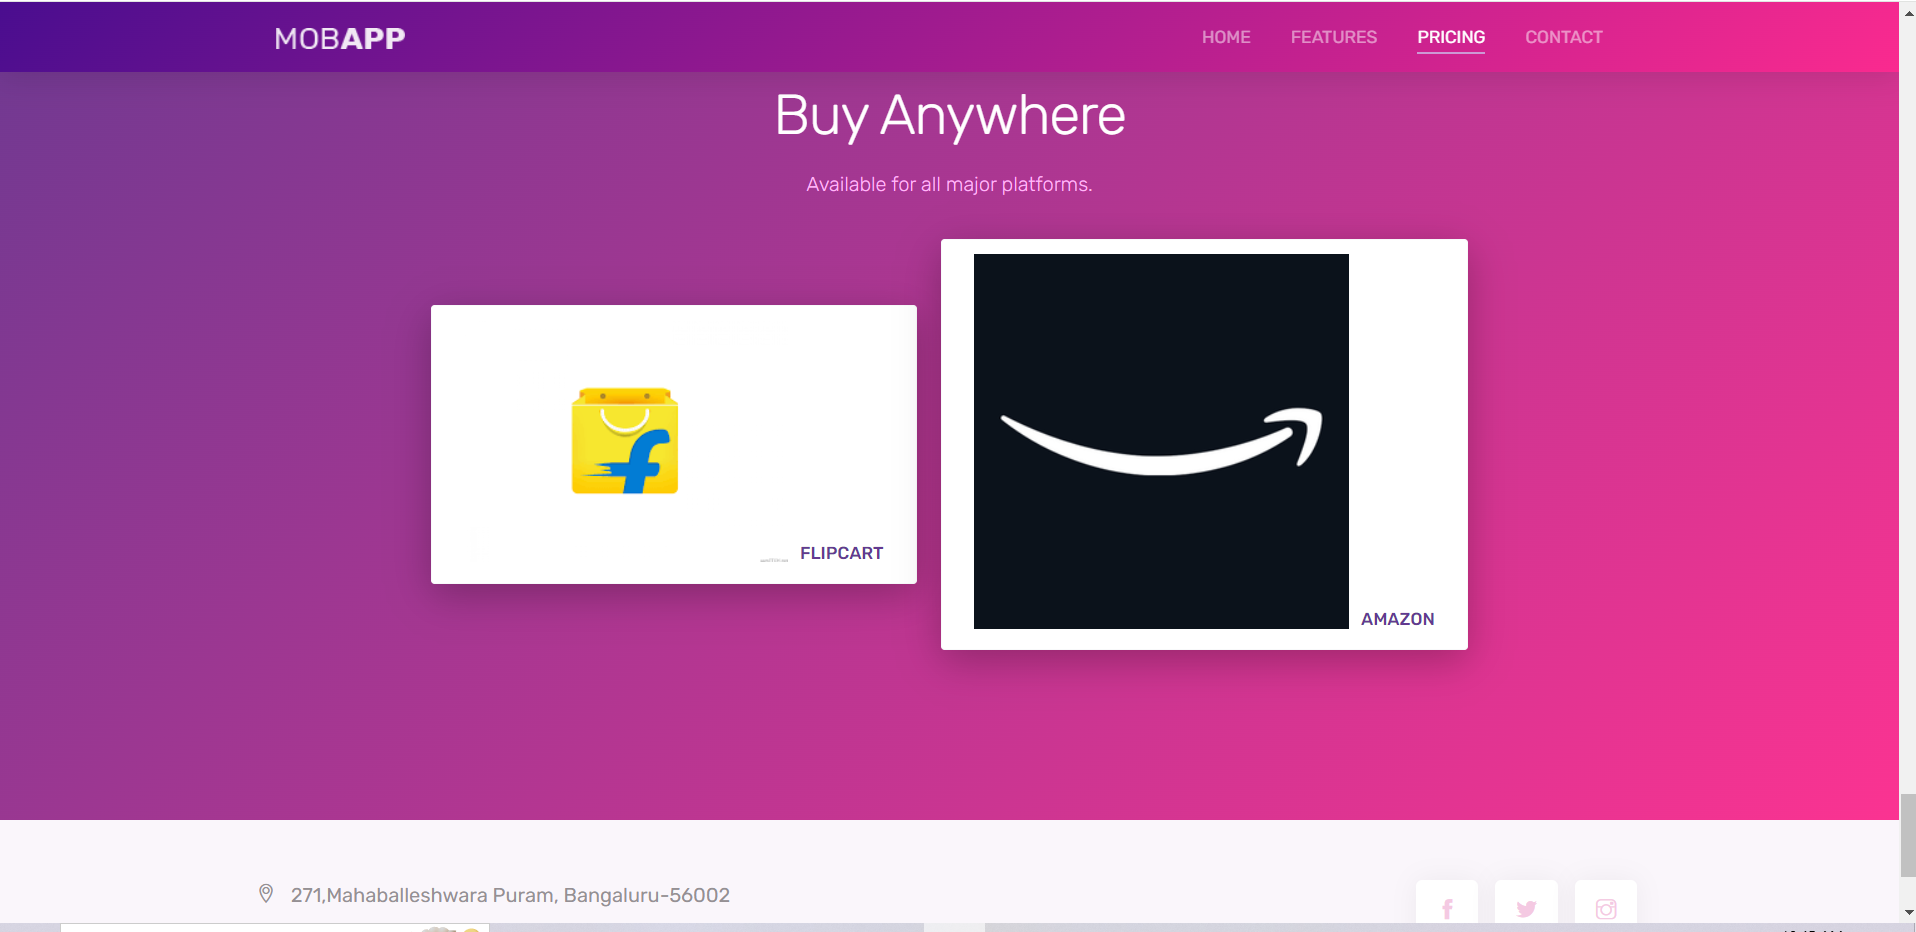 MOBAPP
HOME FEATURES PRICING CONTACT
Buy Anywhere
Available for all major platforms.
FLIPCART
AMAZON
271,Mahaballeshwara Puram, Bangaluru-56002